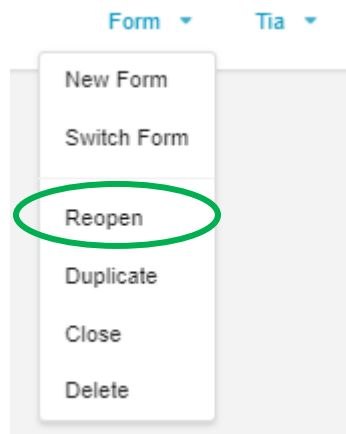 Form Tia
New Form
Switch Form
Reopen
Duplicate
Close
Delete